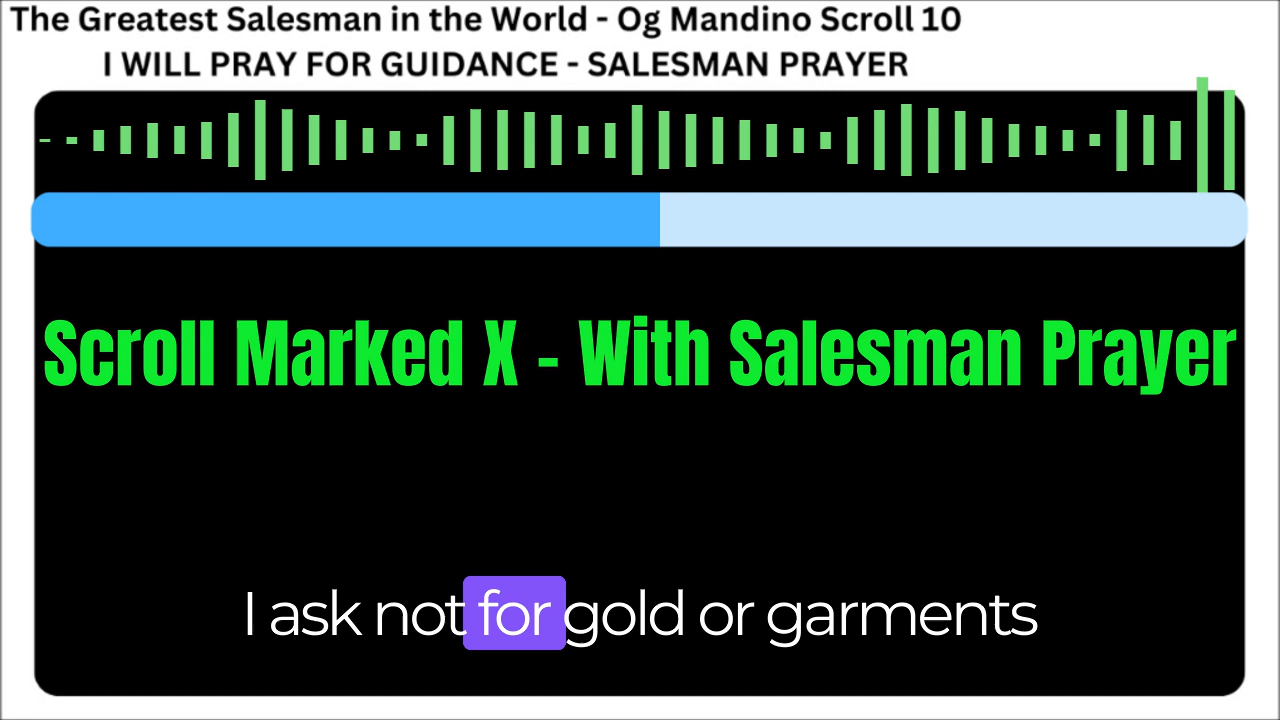 The Greatest Salesman in the World - Og Mandino Scroll 10
I WILL PRAY FOR GUIDANCE - SALESMAN PRAYER
Scroll Marked X - With Salesman Prayer
I ask not for gold or garments